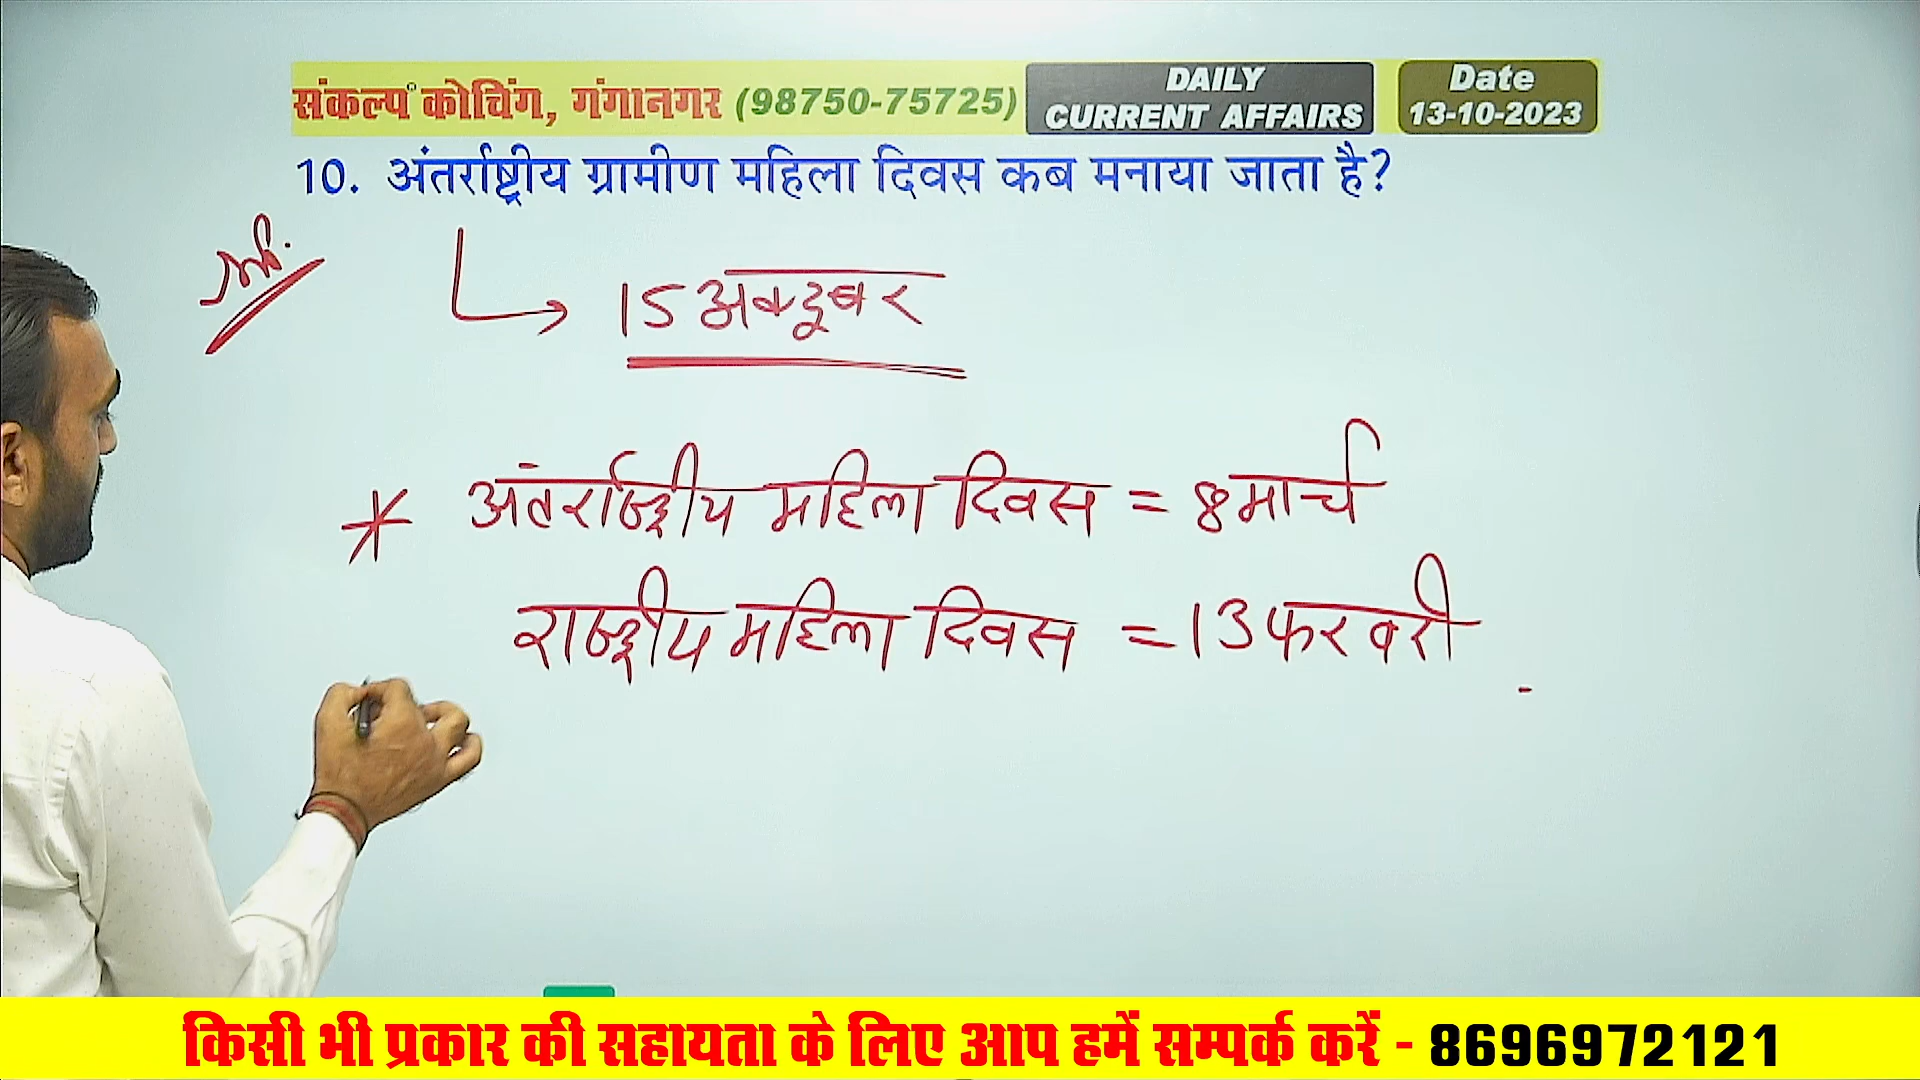 संकल्प कोचिंग, गंगानगर (98750-75725) DAILY CURRENT AFFAIRS Date 13-10-2023
10. अंतर्राष्ट्रीय ग्रामीण महिला दिवस कब मनाया जाता है?
15 अक्टूबर
* अंतर्राष्ट्रीय महिला दिवस = 8 मार्च
राष्ट्रीय महिला दिवस = 13 फरवरी
किसी भी प्रकार की सहायता के लिए आप हमें सम्पर्क करें - 8696972121